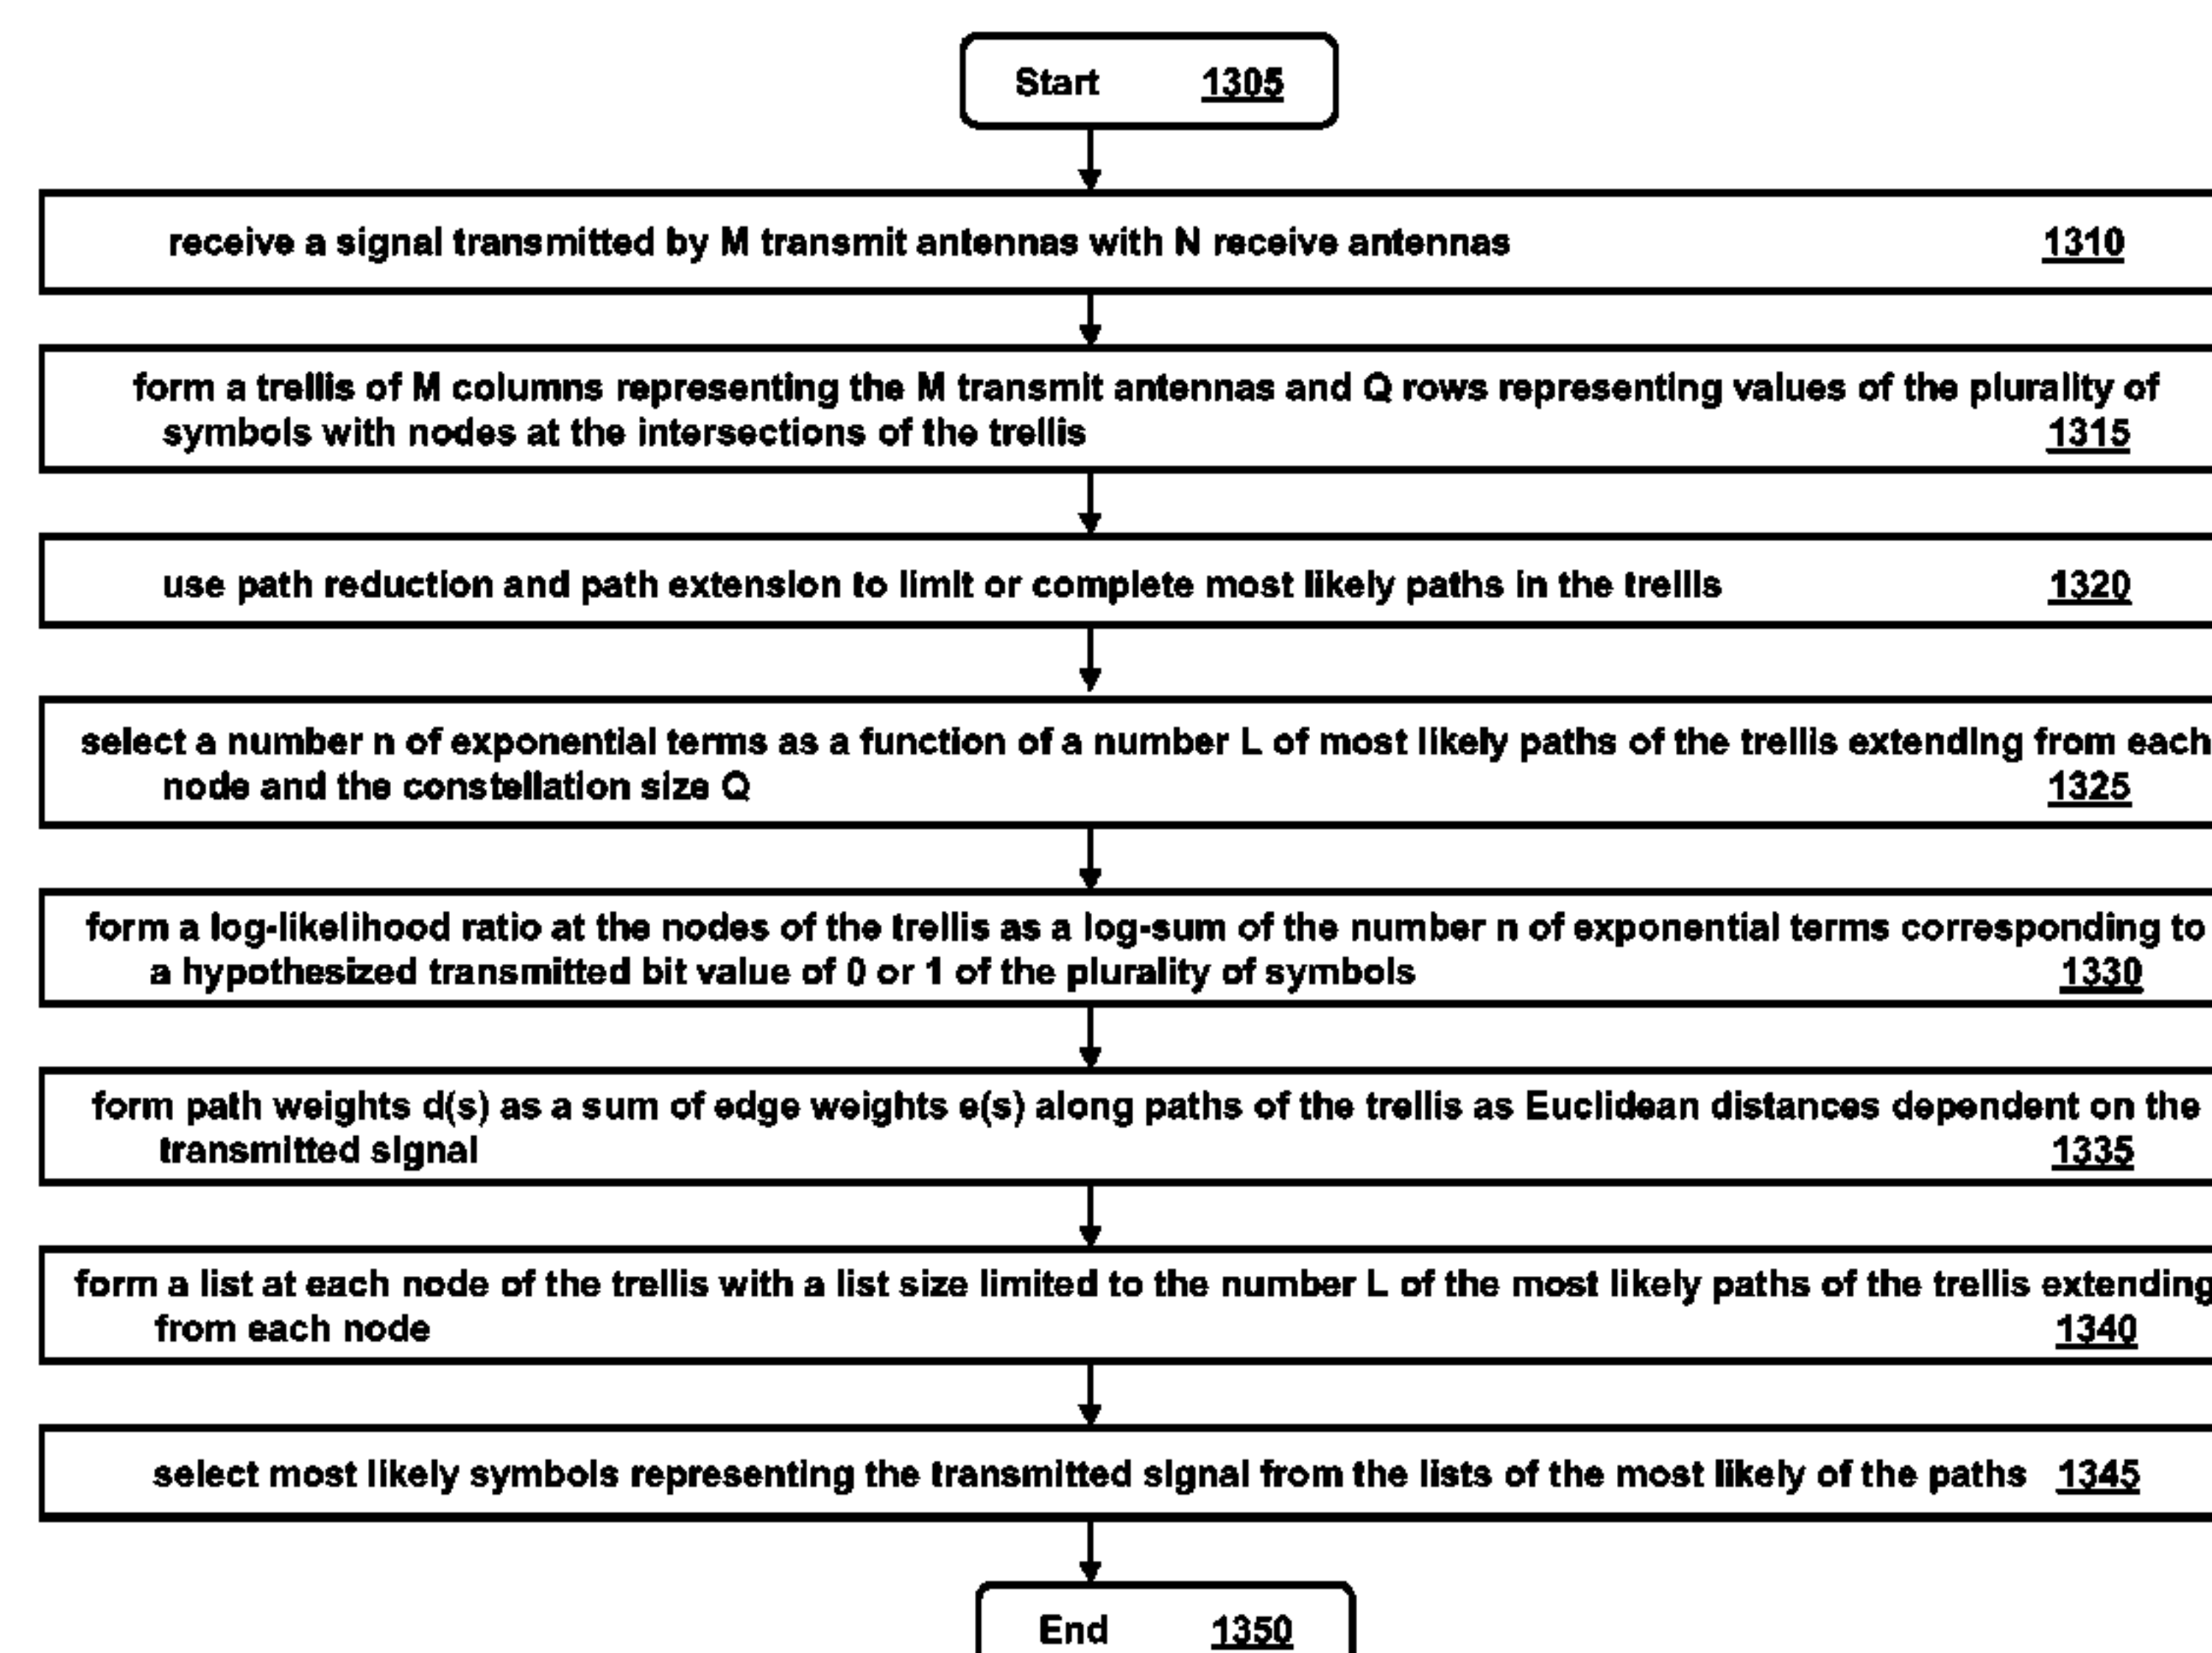 Start 1305
receive a signal transmitted by M transmit antennas with N receive antennas 1310
form a trellis of M columns representing the M transmit antennas and Q rows representing values of the plurality of
symbols with nodes at the intersections of the trellis 1315
use path reduction and path extension to limit or complete most likely paths in the trellis 1320
select a number n of exponential terms as a function of a number L of most likely paths of the trellis extending from each
node and the constellation size Q 1325
form a log-likelihood ratio at the nodes of the trellis as a log-sum of the number n of exponential terms corresponding to
a hypothesized transmitted bit value of 0 or 1 of the plurality of symbols 1330
form path weights d(s) as a sum of edge weights e(s) along paths of the trellis as Euclidean distances dependent on the
transmitted signal 1335
form a list at each node of the trellis with a list size limited to the number L of the most likely paths of the trellis extending
from each node 1340
select most likely symbols representing the transmitted signal from the lists of the most likely of the paths 1345
End 1350